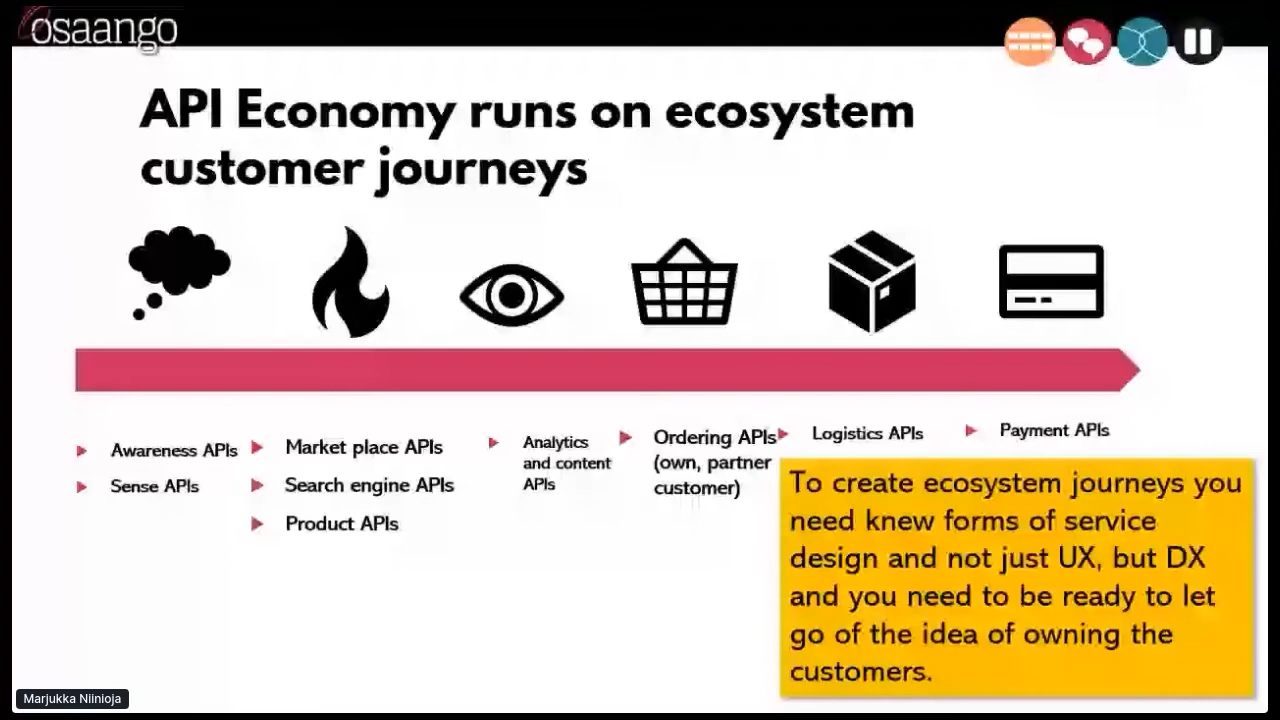 osaango
API Economy runs on ecosystem
customer journeys
Awareness APIs
Sense APIs
Market place APIs
Search engine APIs
Product APIs
Analytics
and content
APIs
Ordering APIs
(own, partner
customer)
Logistics APIs
Payment APIs
To create ecosystem journeys you
need knew forms of service
design and not just UX, but DX
and you need to be ready to let
go of the idea of owning the
customers.
Marjukka Niinioja